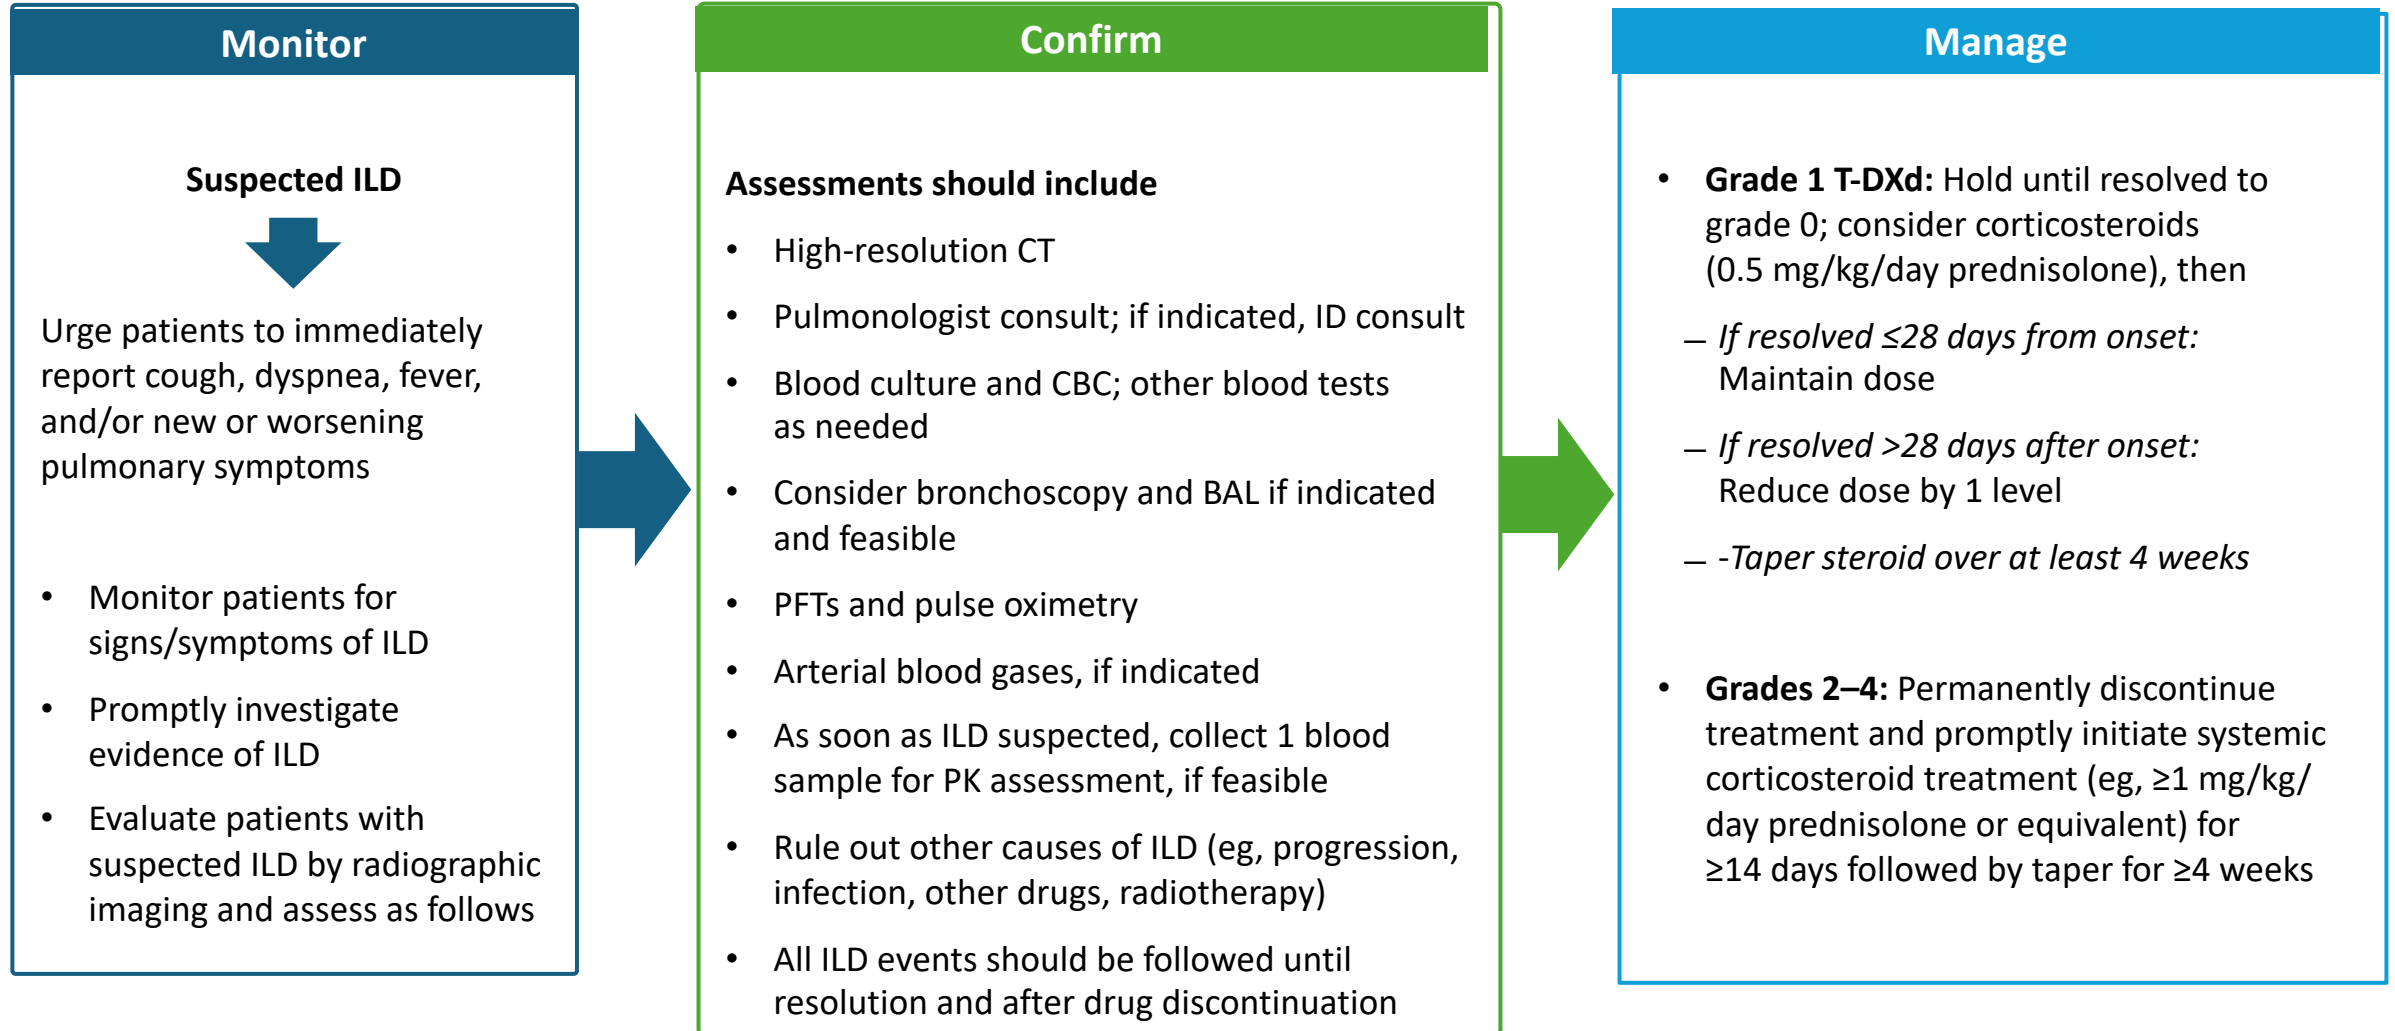 Monitor
Suspected ILD
Urge patients to immediately
report cough, dyspnea, fever,
and/or new or worsening
pulmonary symptoms
• Monitor patients for
signs/symptoms of ILD
• Promptly investigate
evidence of ILD
• Evaluate patients with
suspected ILD by radiographic
imaging and assess as follows
Confirm
Assessments should include
• High-resolution CT
• Pulmonologist consult; if indicated, ID consult
• Blood culture and CBC; other blood tests
as needed
• Consider bronchoscopy and BAL if indicated
and feasible
• PFTs and pulse oximetry
• Arterial blood gases, if indicated
• As soon as ILD suspected, collect 1 blood
sample for PK assessment, if feasible
• Rule out other causes of ILD (eg, progression,
infection, other drugs, radiotherapy)
• All ILD events should be followed until
resolution and after drug discontinuation
Manage
• Grade 1 T-DXd: Hold until resolved to
grade 0; consider corticosteroids
(0.5 mg/kg/day prednisolone), then
– If resolved ≤28 days from onset:
Maintain dose
– If resolved >28 days after onset:
Reduce dose by 1 level
– -Taper steroid over at least 4 weeks
• Grades 2–4: Permanently discontinue
treatment and promptly initiate systemic
corticosteroid treatment (eg, ≥1 mg/kg/
day prednisolone or equivalent) for
≥14 days followed by taper for ≥4 weeks